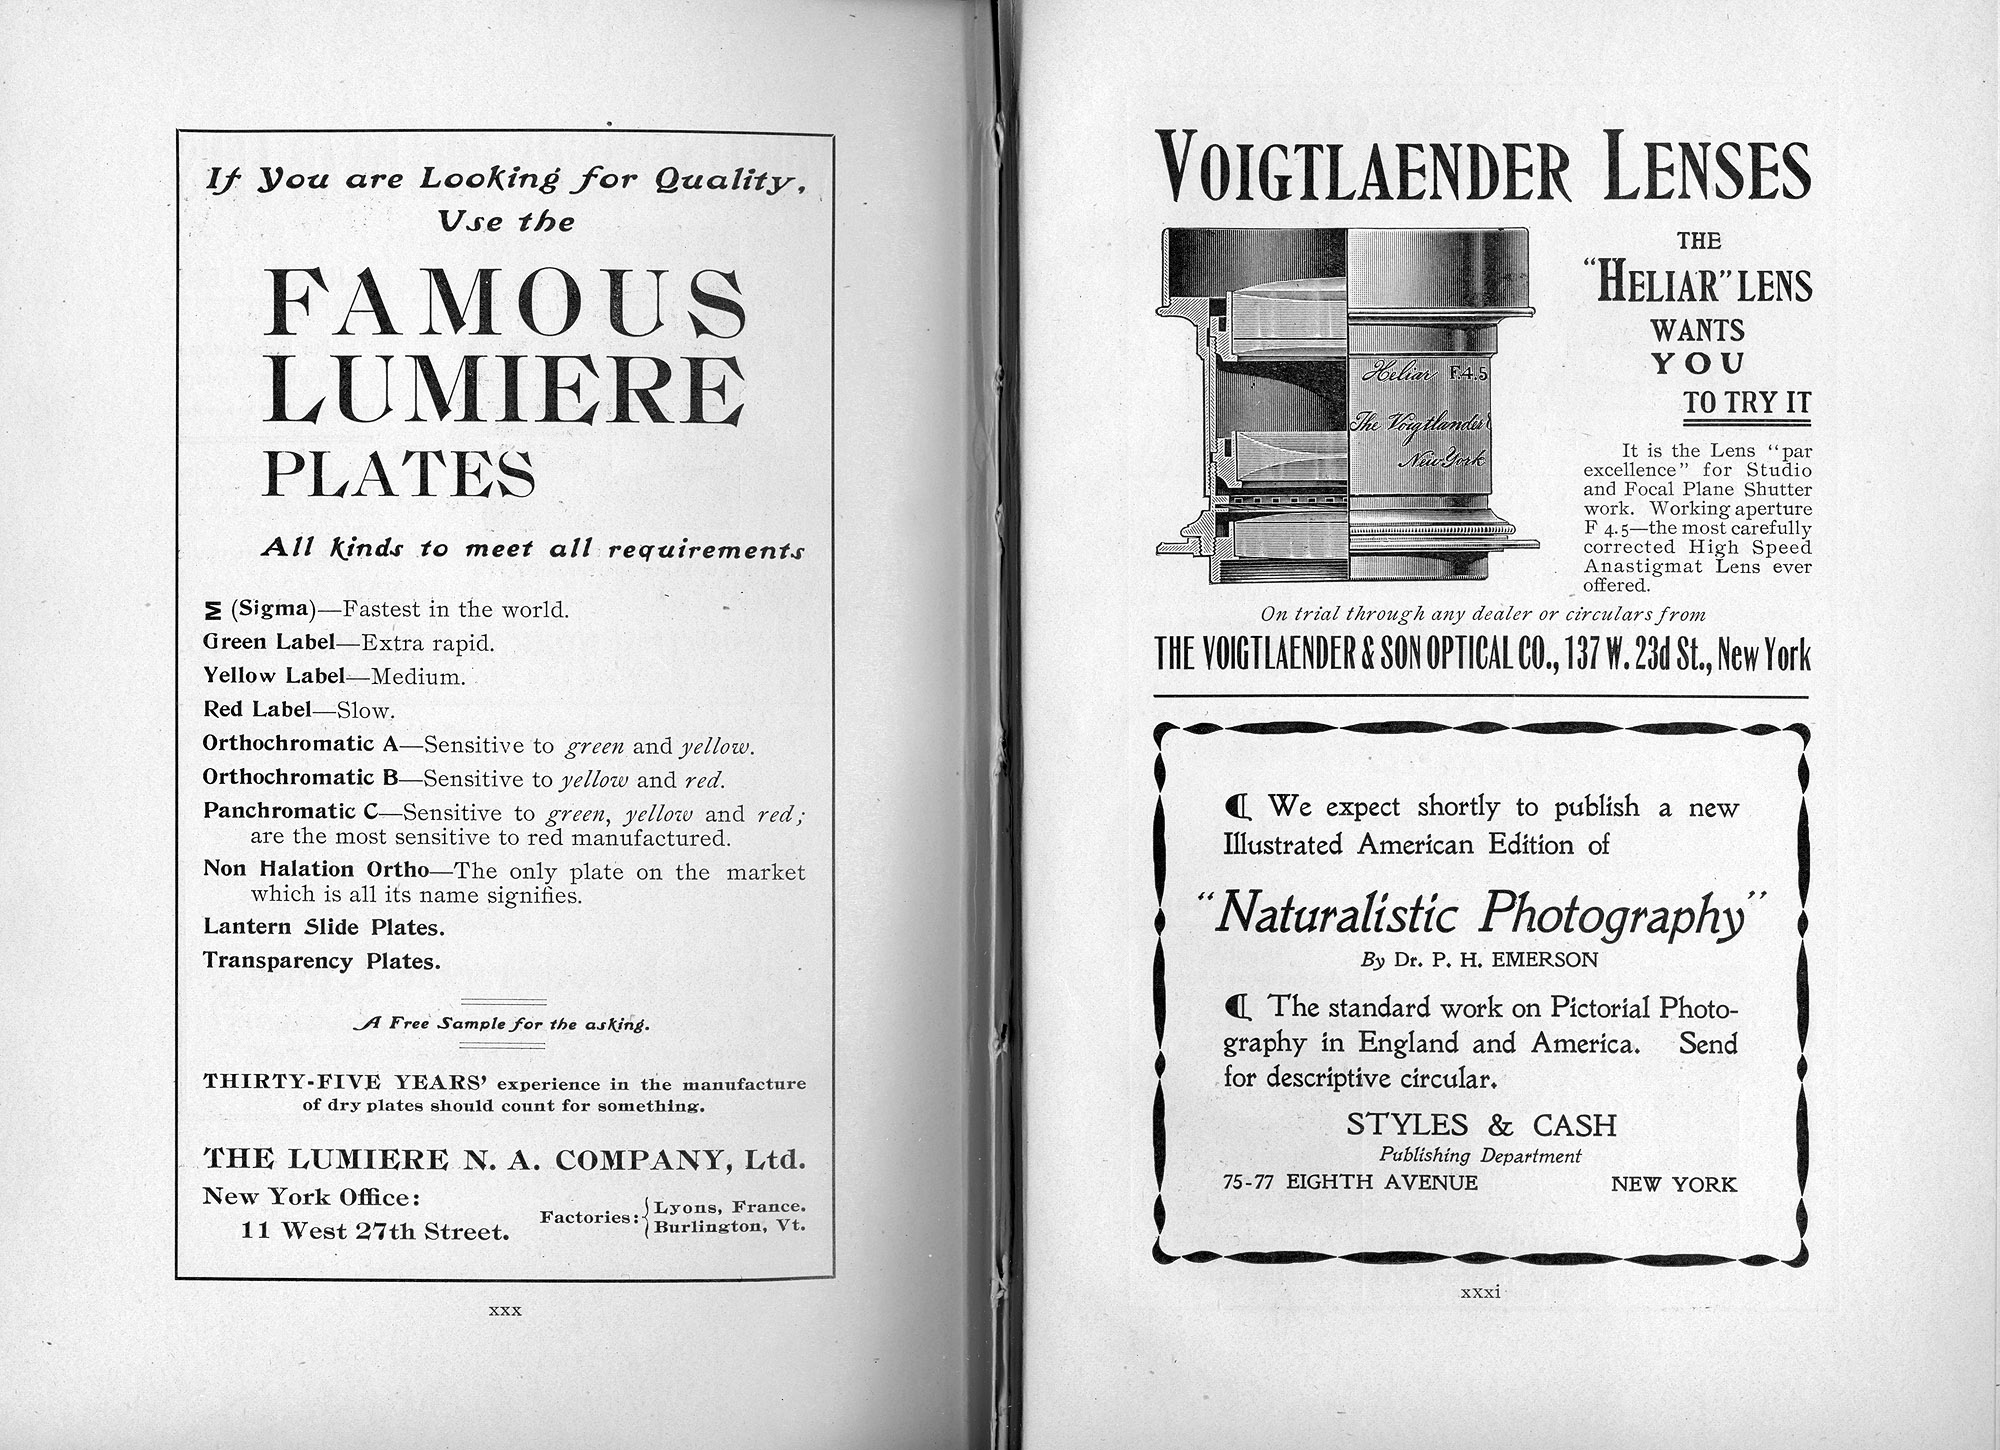 If You are Looking for Quality,
Use the
FAMOUS
LUMIERE
PLATES
All kinds to meet all requirements
Σ (Sigma)—Fastest in the world.
Green Label—Extra rapid.
Yellow Label—Medium.
Red Label—Slow.
Orthochromatic A—Sensitive to green and yellow.
Orthochromatic B—Sensitive to yellow and red.
Panchromatic C—Sensitive to green, yellow and red;
are the most sensitive to red manufactured.
Non Halation Ortho—The only plate on the market
which is all its name signifies.
Lantern Slide Plates.
Transparency Plates.
A Free Sample for the asking.
THIRTY-FIVE YEARS' experience in the manufacture
of dry plates should count for something.
THE LUMIERE N. A. COMPANY, Ltd.
New York Office:
11 West 27th Street.
Factories: { Lyons, France.
Burlington, Vt.
xxx
VOIGTLAENDER LENSES
THE
"HELIAR" LENS
WANTS
YOU
TO TRY IT
Heliar F.4.5
The Voigtlander
New York
It is the Lens "par
excellence" for Studio
and Focal Plane Shutter
work. Working aperture
F 4.5—the most carefully
corrected High Speed
Anastigmat Lens ever
offered.
On trial through any dealer or circulars from
THE VOIGTLAENDER & SON OPTICAL CO., 137 W. 23d St., New York
¶ We expect shortly to publish a new
Illustrated American Edition of
"Naturalistic Photography"
By Dr. P. H. EMERSON
¶ The standard work on Pictorial Photo-
graphy in England and America. Send
for descriptive circular.
STYLES & CASH
Publishing Department
75-77 EIGHTH AVENUE NEW YORK
xxxi